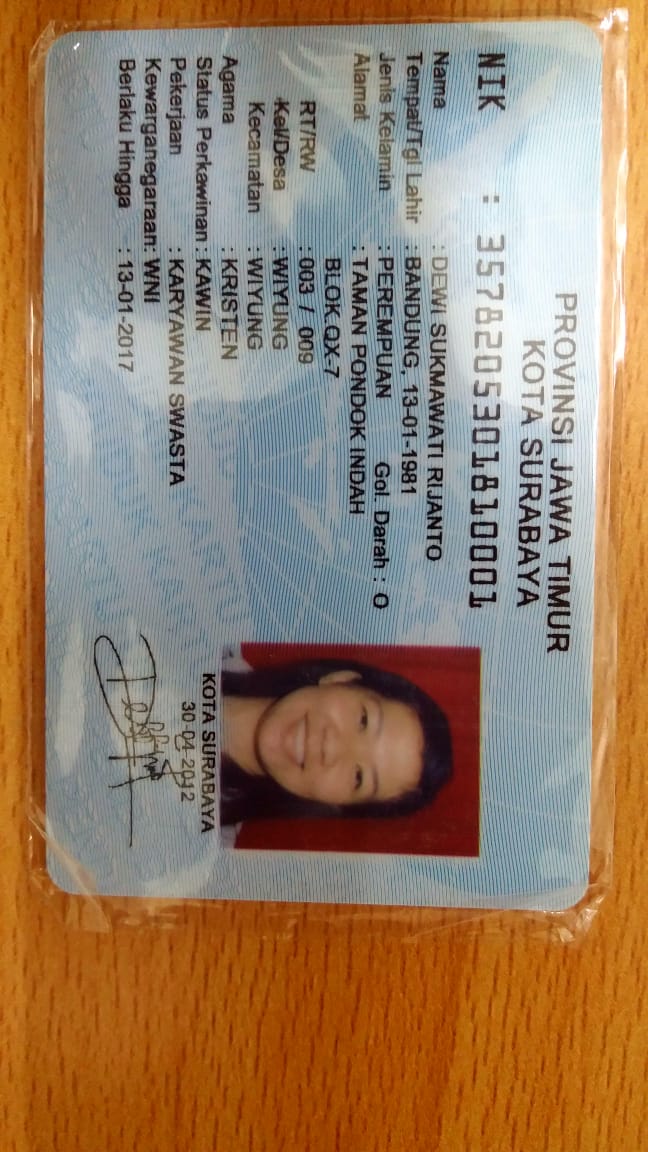 PROVINSI JAWA TIMUR
KOTA SURABAYA
NIK : 3578205301810001
Nama : DEWI SUKMAWATI RIJANTO
Tempat/Tgl Lahir : BANDUNG, 13-01-1981
Jenis Kelamin : PEREMPUAN Gol. Darah : O
Alamat : TAMAN PONDOK INDAH
BLOK QX-7
RT/RW : 003 / 009
Kel/Desa : WIYUNG
Kecamatan : WIYUNG
Agama : KRISTEN
Status Perkawinan : KAWIN
Pekerjaan : KARYAWAN SWASTA
Kewarganegaraan: WNI
Berlaku Hingga : 13-01-2017
KOTA SURABAYA
30-04-2012